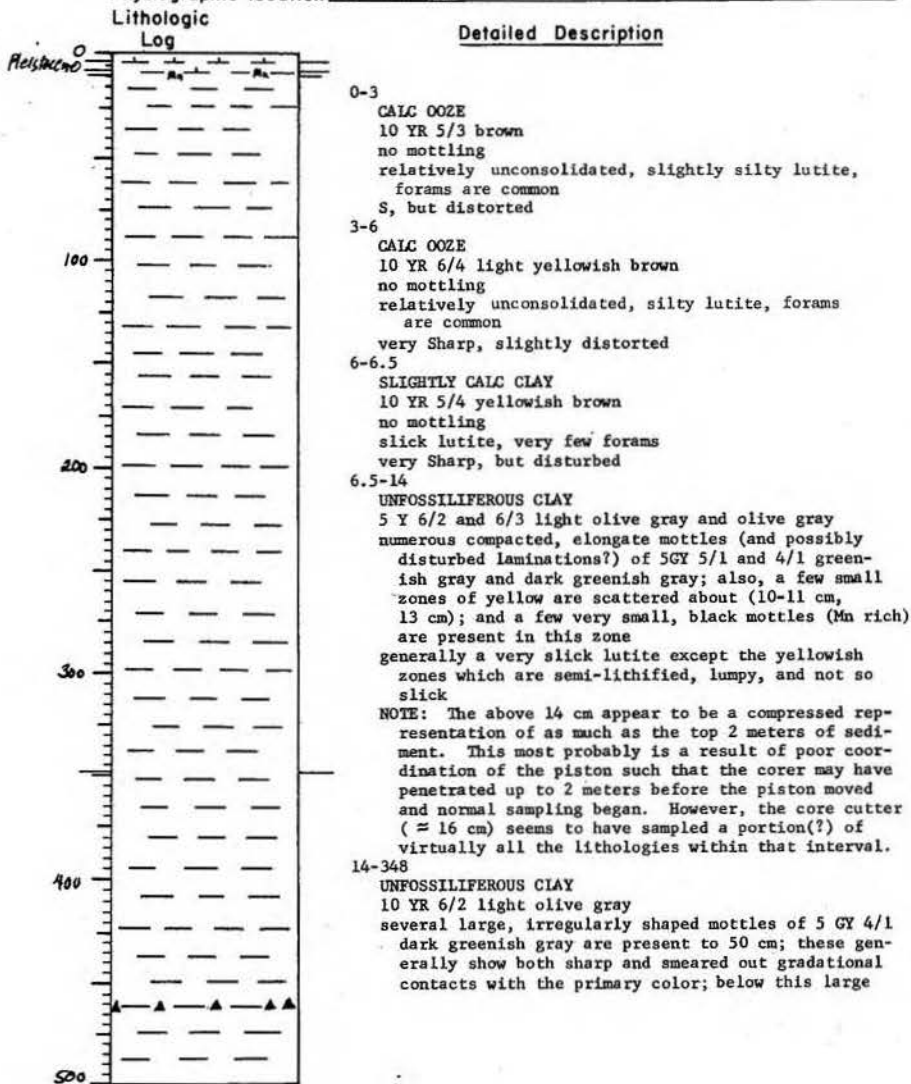 Lithologic
Log
Detailed Description
0
Mn Mn
100
200
300
400
500
0-3
CALC OOZE
10 YR 5/3 brown
no mottling
relatively unconsolidated, slightly silty lutite,
forams are common
S, but distorted
3-6
CALC OOZE
10 YR 6/4 light yellowish brown
no mottling
relatively unconsolidated, silty lutite, forams
are common
very Sharp, slightly distorted
6-6.5
SLIGHTLY CALC CLAY
10 YR 5/4 yellowish brown
no mottling
slick lutite, very few forams
very Sharp, but disturbed
6.5-14
UNFOSSILIFEROUS CLAY
5 Y 6/2 and 6/3 light olive gray and olive gray
numerous compacted, elongate mottles (and possibly
disturbed laminations?) of 5GY 5/1 and 4/1 green-
ish gray and dark greenish gray; also, a few small
zones of yellow are scattered about (10-11 cm,
13 cm); and a few very small, black mottles (Mn rich)
are present in this zone
generally a very slick lutite except the yellowish
zones which are semi-lithified, lumpy, and not so
slick
NOTE: The above 14 cm appear to be a compressed rep-
resentation of as much as the top 2 meters of sedi-
ment. This most probably is a result of poor coor-
dination of the piston such that the corer may have
penetrated up to 2 meters before the piston moved
and normal sampling began. However, the core cutter
( ≈ 16 cm) seems to have sampled a portion(?) of
virtually all the lithologies within that interval.
14-348
UNFOSSILIFEROUS CLAY
10 YR 6/2 light olive gray
several large, irregularly shaped mottles of 5 GY 4/1
dark greenish gray are present to 50 cm; these gen-
erally show both sharp and smeared out gradational
contacts with the primary color; below this large